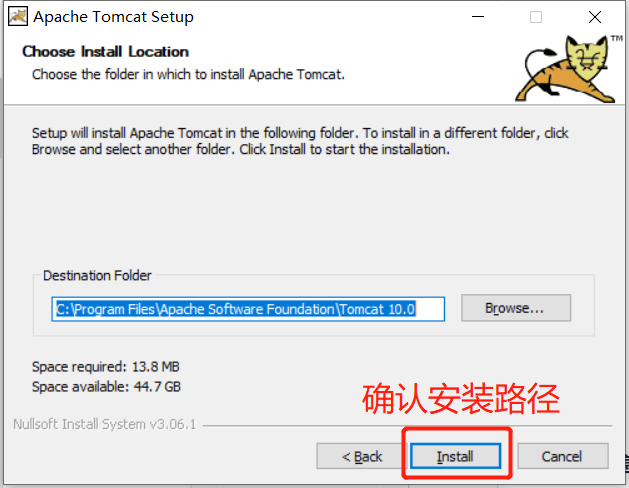 Apache Tomcat Setup
Choose Install Location
Choose the folder in which to install Apache Tomcat.
TM
Setup will install Apache Tomcat in the following folder. To install in a different folder, click
Browse and select another folder. Click Install to start the installation.
Destination Folder
C:\Program Files\Apache Software Foundation\Tomcat 10.0
Browse...
Space required: 13.8 MB
Space available: 44.7 GB
确认安装路径
Nullsoft Install System v3.06.1
< Back
Install
Cancel